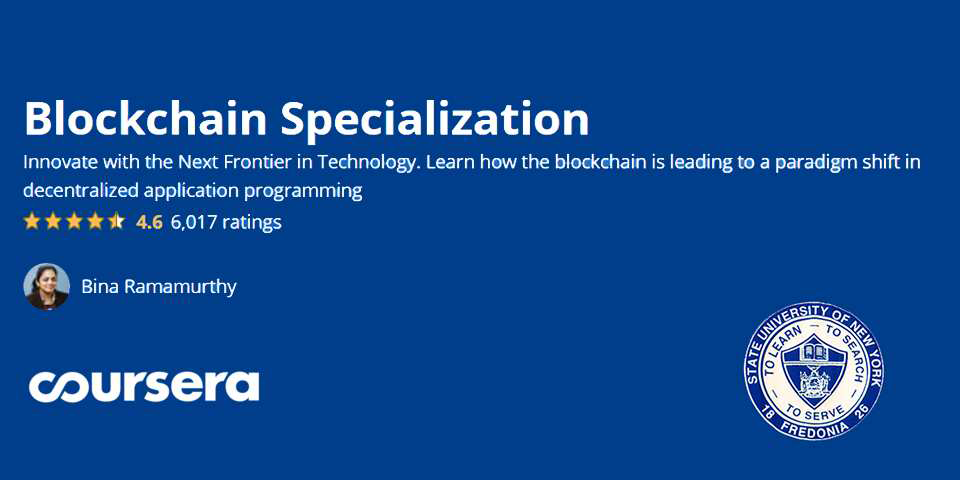 Blockchain Specialization
Innovate with the Next Frontier in Technology. Learn how the blockchain is leading to a paradigm shift in
decentralized application programming
4.6 6,017 ratings
Bina Ramamurthy
coursera
STATE UNIVERSITY OF NEW YORK
TO LEARN — TO SEARCH
— TO SERVE —
18 FREDONIA 26